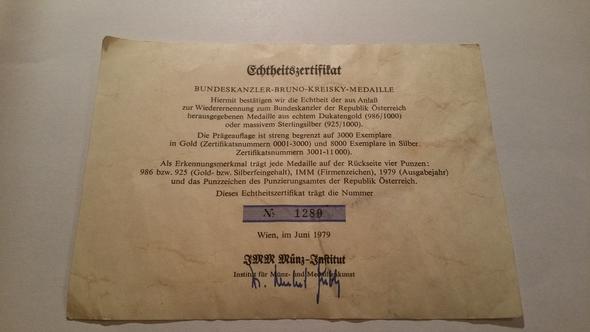 Echtheitszertifikat
BUNDESKANZLER-BRUNO-KREISKY-MEDAILLE
Hiermit bestätigen wir die Echtheit der aus Anlaß
zur Wiederernennung zum Bundeskanzler der Republik Österreich
herausgegebenen Medaille aus echtem Dukatengold (986/1000)
oder massivem Sterlingsilber (925/1000).
Die Prägeauflage ist streng begrenzt auf 3000 Exemplare
in Gold (Zertifikatsnummern 0001-3000) und 8000 Exemplare in Silber.
Zertifikatsnummern 3001-11000).
Als Erkennungsmerkmal trägt jede Medaille auf der Rückseite vier Punzen:
986 bzw. 925 (Gold- bzw. Silberfeingehalt), IMM (Firmenzeichen), 1979 (Ausgabejahr)
und das Punzzeichen des Punzierungsamtes der Republik Österreich.
Dieses Echtheitszertifikat trägt die Nummer
№ 1280
Wien, im Juni 1979
IMM Münz-Institut
Institut für Münz- und Medaillenkunst